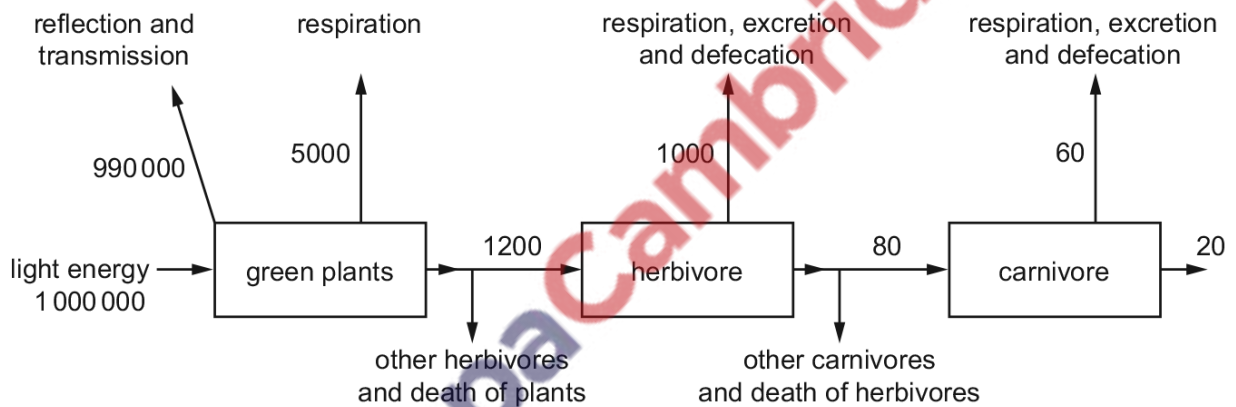 reflection and
transmission
respiration
respiration, excretion
and defecation
respiration, excretion
and defecation
990 000
5000
1000
60
light energy
1 000 000
green plants
1200
herbivore
80
carnivore
20
other herbivores
and death of plants
other carnivores
and death of herbivores